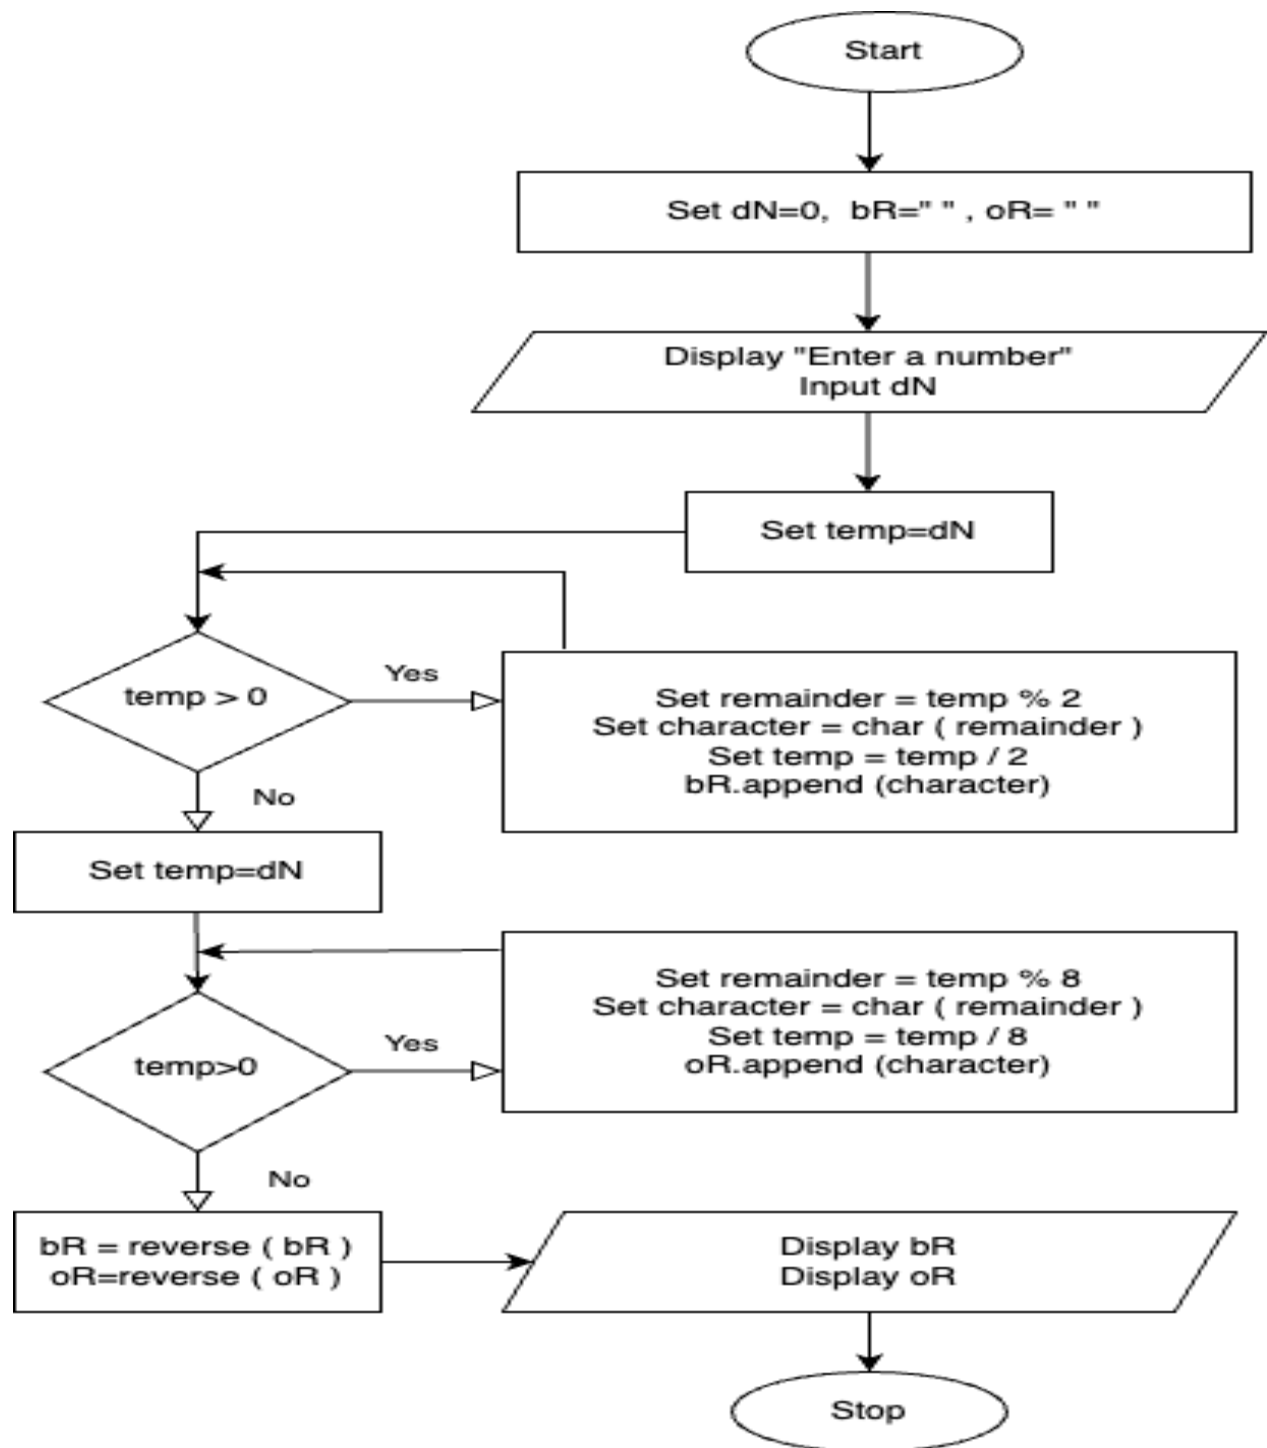 Start
Set dN=0, bR=" " , oR= " "
Display "Enter a number"
Input dN
Set temp=dN
temp > 0
Yes
Set remainder = temp % 2
Set character = char ( remainder )
Set temp = temp / 2
bR.append (character)
No
Set temp=dN
temp>0
Yes
Set remainder = temp % 8
Set character = char ( remainder )
Set temp = temp / 8
oR.append (character)
No
bR = reverse ( bR )
oR=reverse ( oR )
Display bR
Display oR
Stop